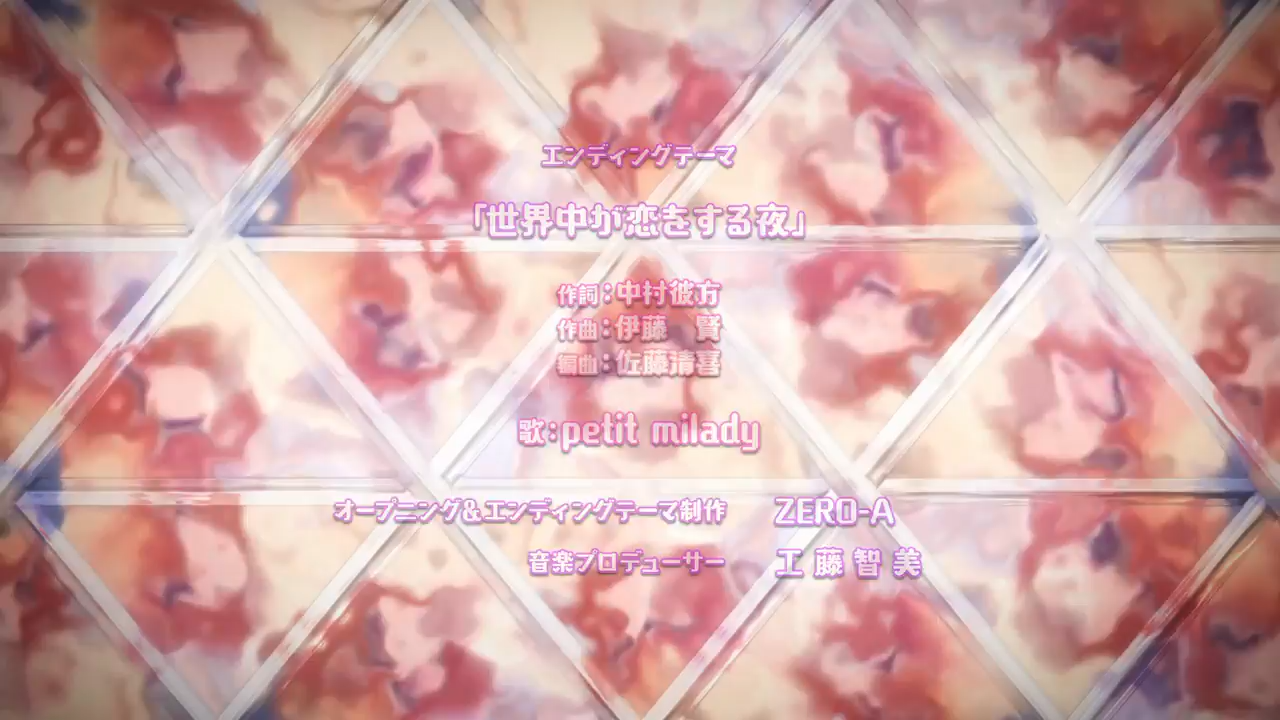 エンディングテーマ
「世界中が恋をする夜」
作詞:中村彼方
作曲:伊藤　賢
編曲:佐藤清喜
歌:petit milady
オープニング&エンディングテーマ制作　ZERO-A
音楽プロデューサー　工藤智美